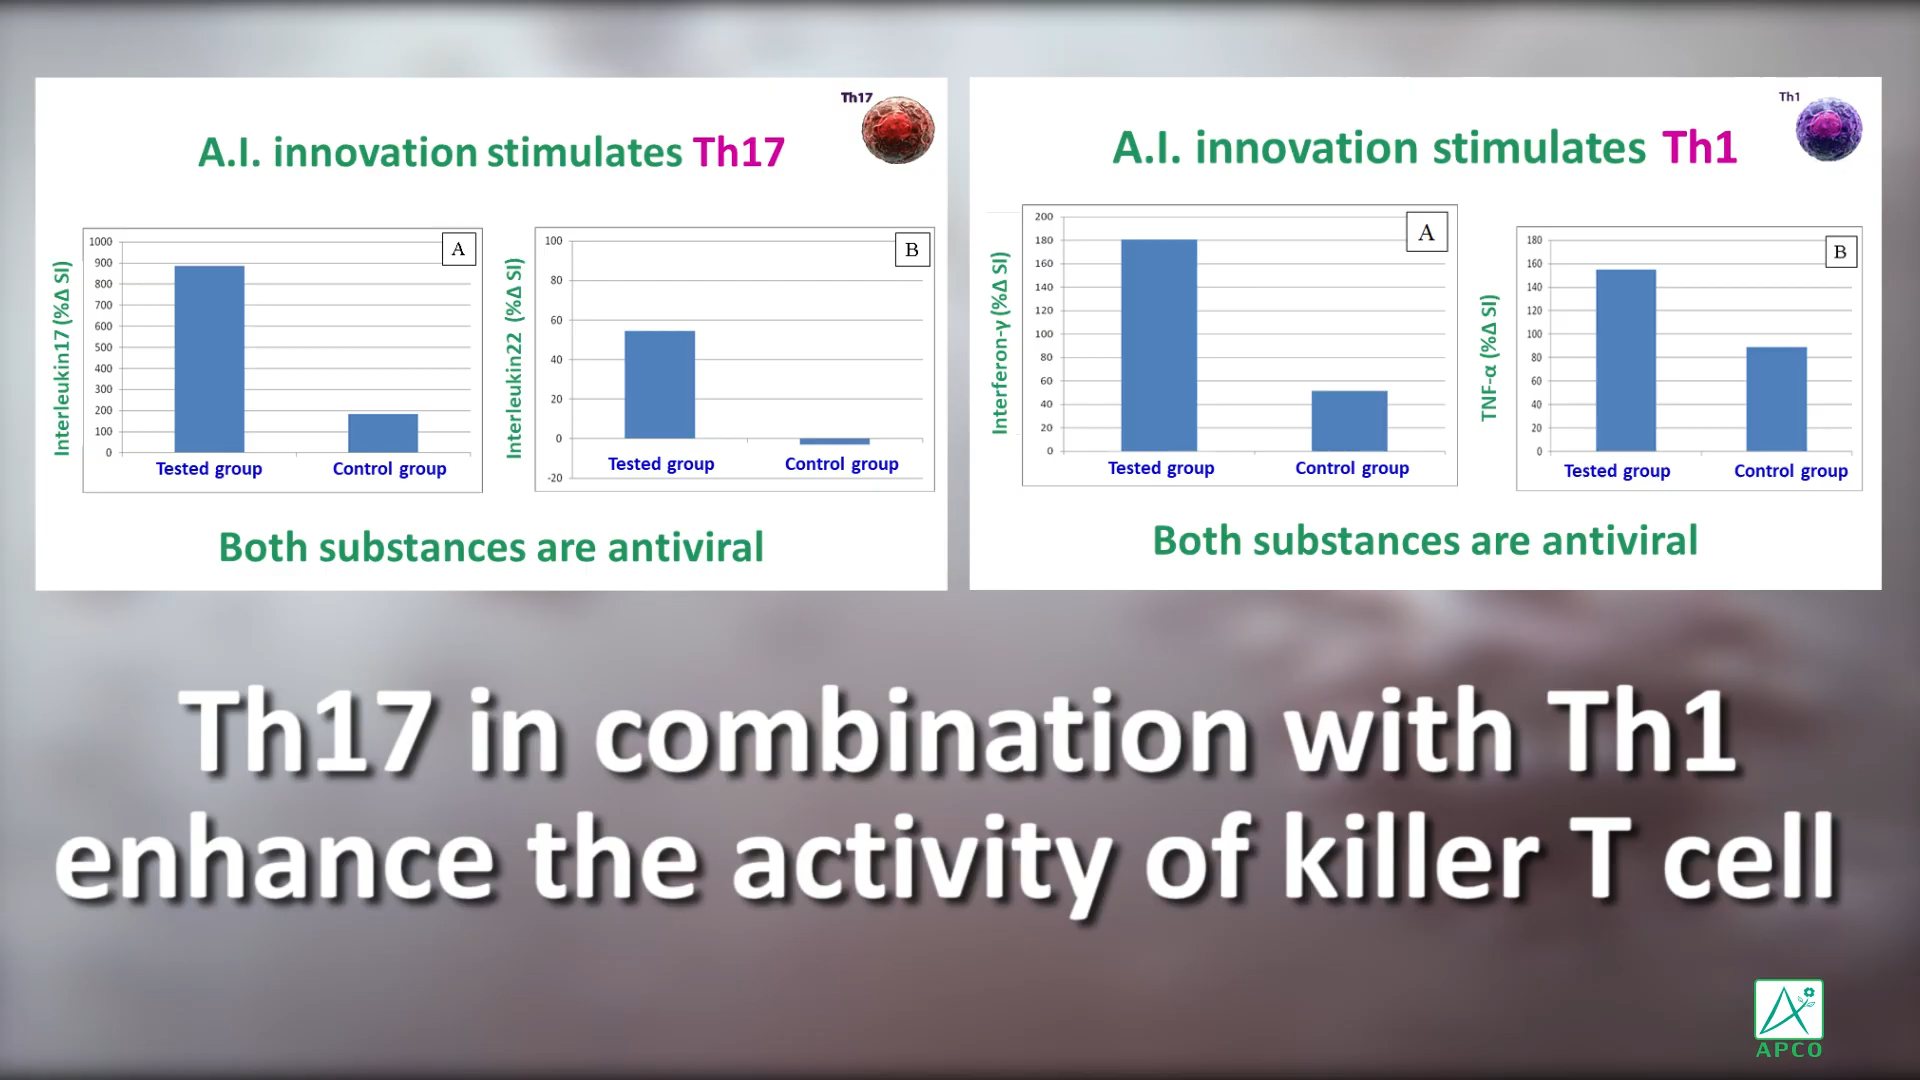 Th17
A.I. innovation stimulates Th17
A
Interleukin17 (%Δ SI)
1000
900
800
700
600
500
400
300
200
100
0
Tested group Control group
B
Interleukin22 (%Δ SI)
100
80
60
40
20
0
-20
Tested group Control group
Both substances are antiviral
Th1
A.I. innovation stimulates Th1
A
Interferon-γ (%Δ SI)
200
180
160
140
120
100
80
60
40
20
0
Tested group Control group
B
TNF-α (%Δ SI)
180
160
140
120
100
80
60
40
20
0
Tested group Control group
Both substances are antiviral
Th17 in combination with Th1
enhance the activity of killer T cell
APCO